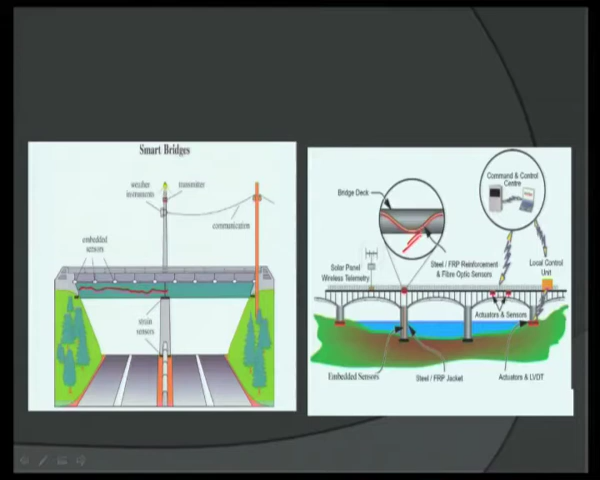 Smart Bridges
weather
instruments
transmitter
communication
embedded
sensors
strain
sensors
Command & Control
Centre
Bridge Deck
Steel / FRP Reinforcement
& Fibre Optic Sensors
Solar Panel
Wireless Telemetry
Local Control
Unit
Actuators & Sensors
Embedded Sensors
Steel / FRP Jacket
Actuators & LVDT